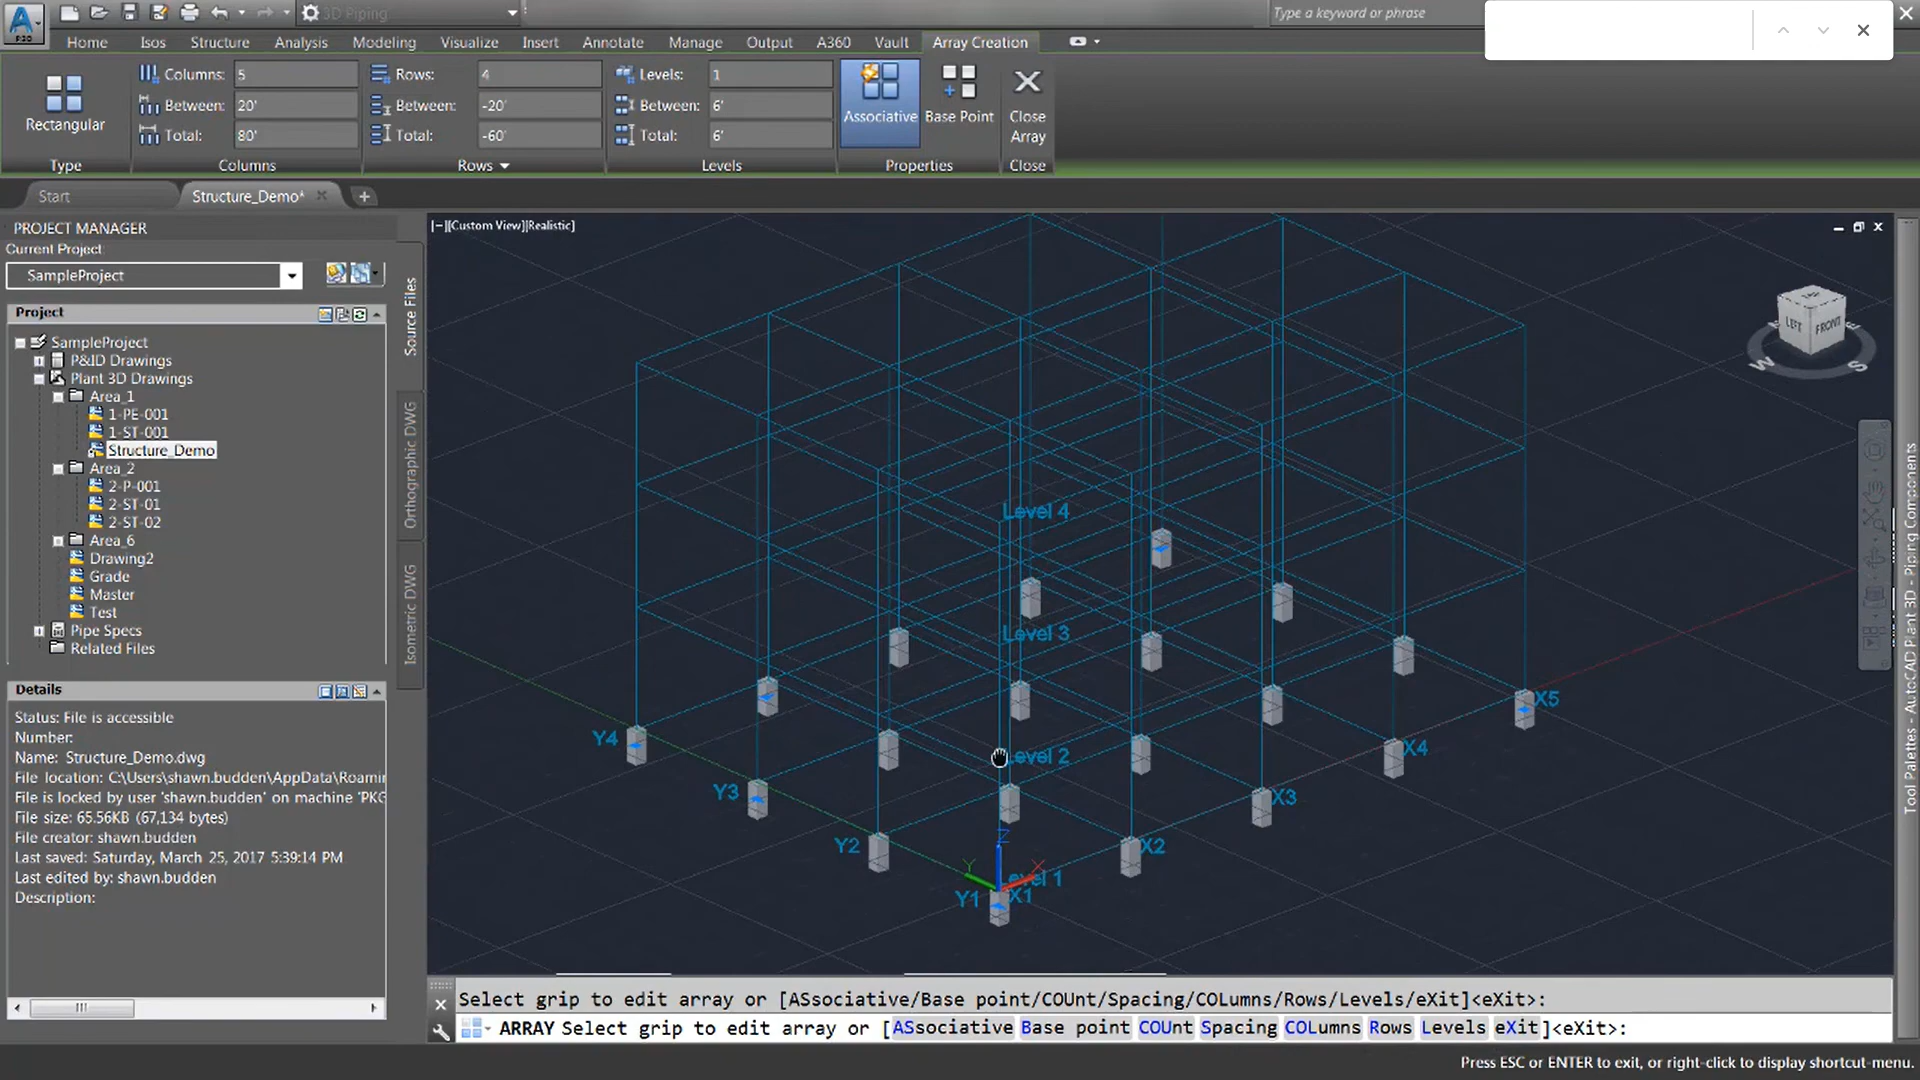 P3D
3D Piping
Type a keyword or phrase
Home Isos Structure Analysis Modeling Visualize Insert Annotate Manage Output A360 Vault Array Creation
Rectangular
Type
Columns: 5
Between: 20'
Total: 80'
Columns
Rows: 4
Between: -20'
Total: -60'
Rows
Levels: 1
Between: 6'
Total: 6'
Levels
Associative
Base Point
Properties
Close Array
Close
Start
Structure_Demo*
PROJECT MANAGER
Current Project:
SampleProject
Project
SampleProject
P&ID Drawings
Plant 3D Drawings
Area_1
1-PE-001
1-ST-001
Structure_Demo
Area_2
2-P-001
2-ST-01
2-ST-02
Area_6
Drawing2
Grade
Master
Test
Pipe Specs
Related Files
Source Files
Orthographic DWG
Isometric DWG
Details
Status: File is accessible
Number:
Name: Structure_Demo.dwg
File location: C:\Users\shawn.budden\AppData\Roamin
File is locked by user 'shawn.budden' on machine 'PKG
File size: 65.56KB (67,134 bytes)
File creator: shawn.budden
Last saved: Saturday, March 25, 2017 5:39:14 PM
Last edited by: shawn.budden
Description:
[−][Custom View][Realistic]
LEFT FRONT
W S
Level 4
Level 3
Level 2
evel 1
Y4
Y3
Y2
Y1
X1
X2
X3
X4
X5
Z
Y
X
Tool Palettes - AutoCAD Plant 3D - Piping Components
Select grip to edit array or [ASsociative/Base point/COUnt/Spacing/COLumns/Rows/Levels/eXit]<eXit>:
ARRAY Select grip to edit array or [ASsociative Base point COUnt Spacing COLumns Rows Levels eXit]<eXit>:
Press ESC or ENTER to exit, or right-click to display shortcut-menu.